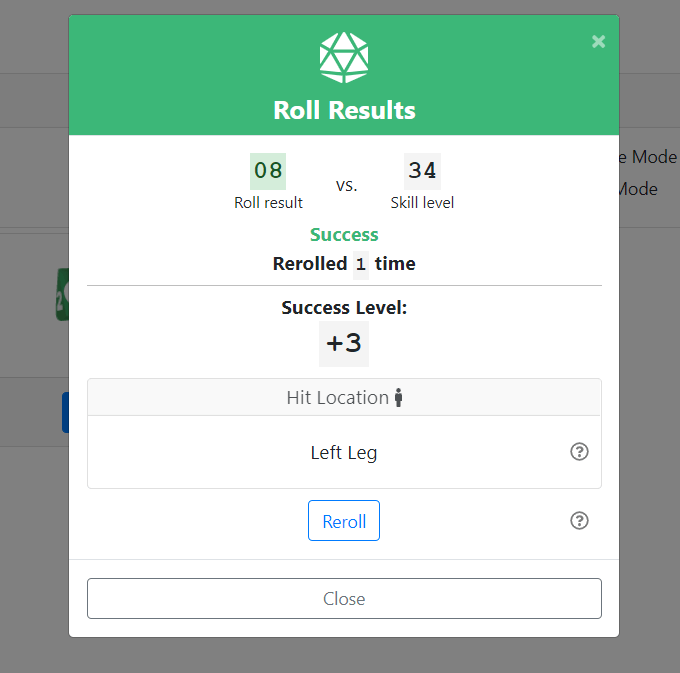 ×
Roll Results
08 vs. 34
Roll result Skill level
e Mode
Mode
Success
Rerolled 1 time
Success Level:
+3
2
Hit Location
Left Leg ?
Reroll ?
Close